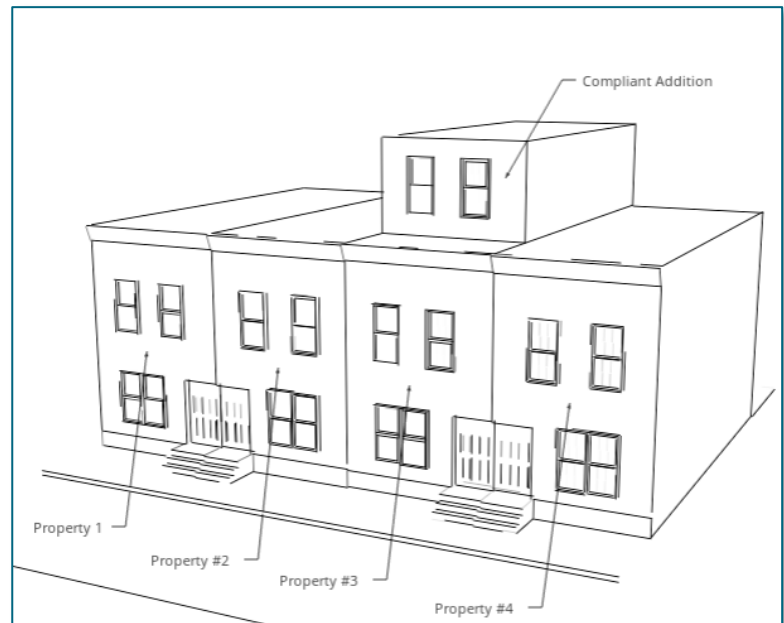 Compliant Addition
Property 1
Property #2
Property #3
Property #4